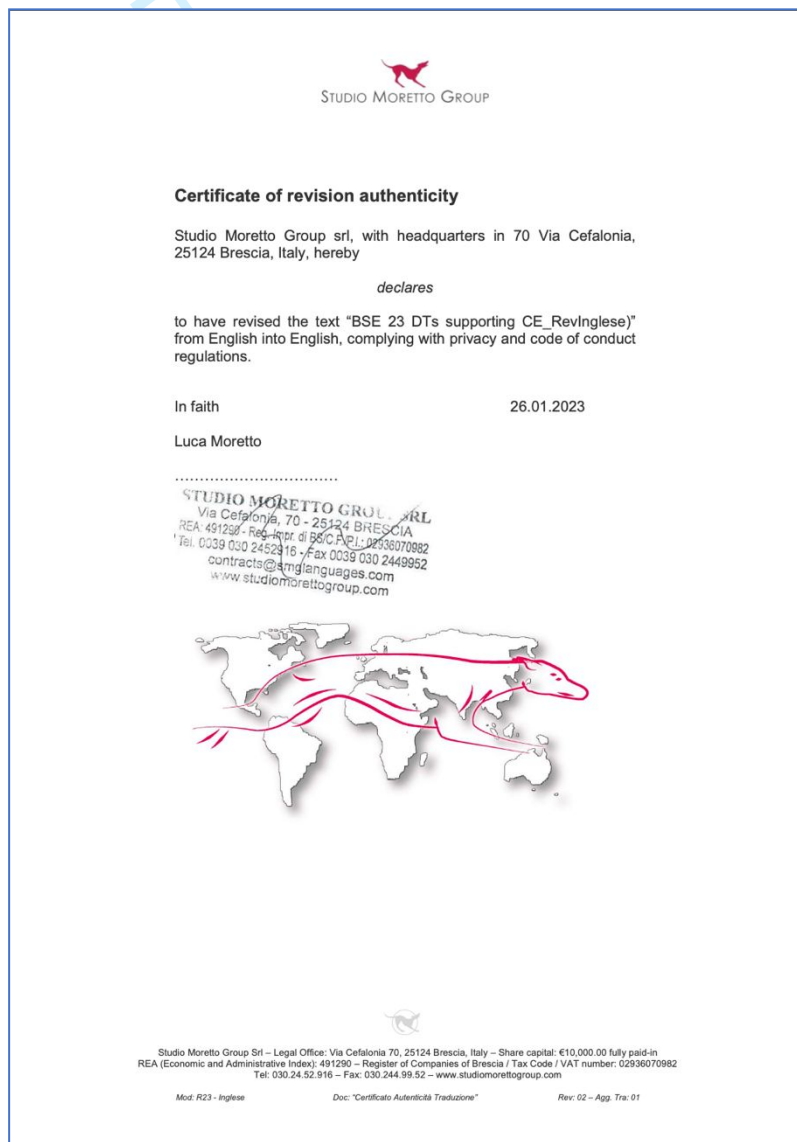 STUDIO MORETTO GROUP
Certificate of revision authenticity
Studio Moretto Group srl, with headquarters in 70 Via Cefalonia,
25124 Brescia, Italy, hereby
declares
to have revised the text “BSE 23 DTs supporting CE_RevInglese)”
from English into English, complying with privacy and code of conduct
regulations.
In faith 26.01.2023
Luca Moretto
.................................
STUDIO MORETTO GROU. SRL
Via Cefalonia, 70 - 25124 BRESCIA
REA: 491290 - Reg. Impr. di BS/C.F./P.I.: 02936070982
Tel. 0039 030 2452916 - Fax 0039 030 2449952
contracts@smglanguages.com
www.studiomorettogroup.com
Studio Moretto Group Srl – Legal Office: Via Cefalonia 70, 25124 Brescia, Italy – Share capital: €10,000.00 fully paid-in
REA (Economic and Administrative Index): 491290 – Register of Companies of Brescia / Tax Code / VAT number: 02936070982
Tel: 030.24.52.916 – Fax: 030.244.99.52 – www.studiomorettogroup.com
Mod: R23 - Inglese Doc: “Certificato Autenticità Traduzione” Rev: 02 – Agg. Tra: 01